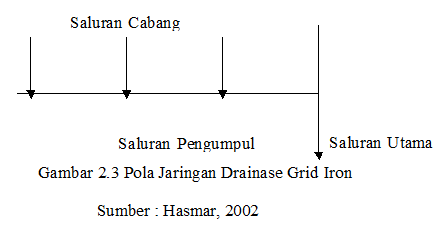 Saluran Cabang
Saluran Pengumpul
Saluran Utama
Gambar 2.3 Pola Jaringan Drainase Grid Iron
Sumber : Hasmar, 2002